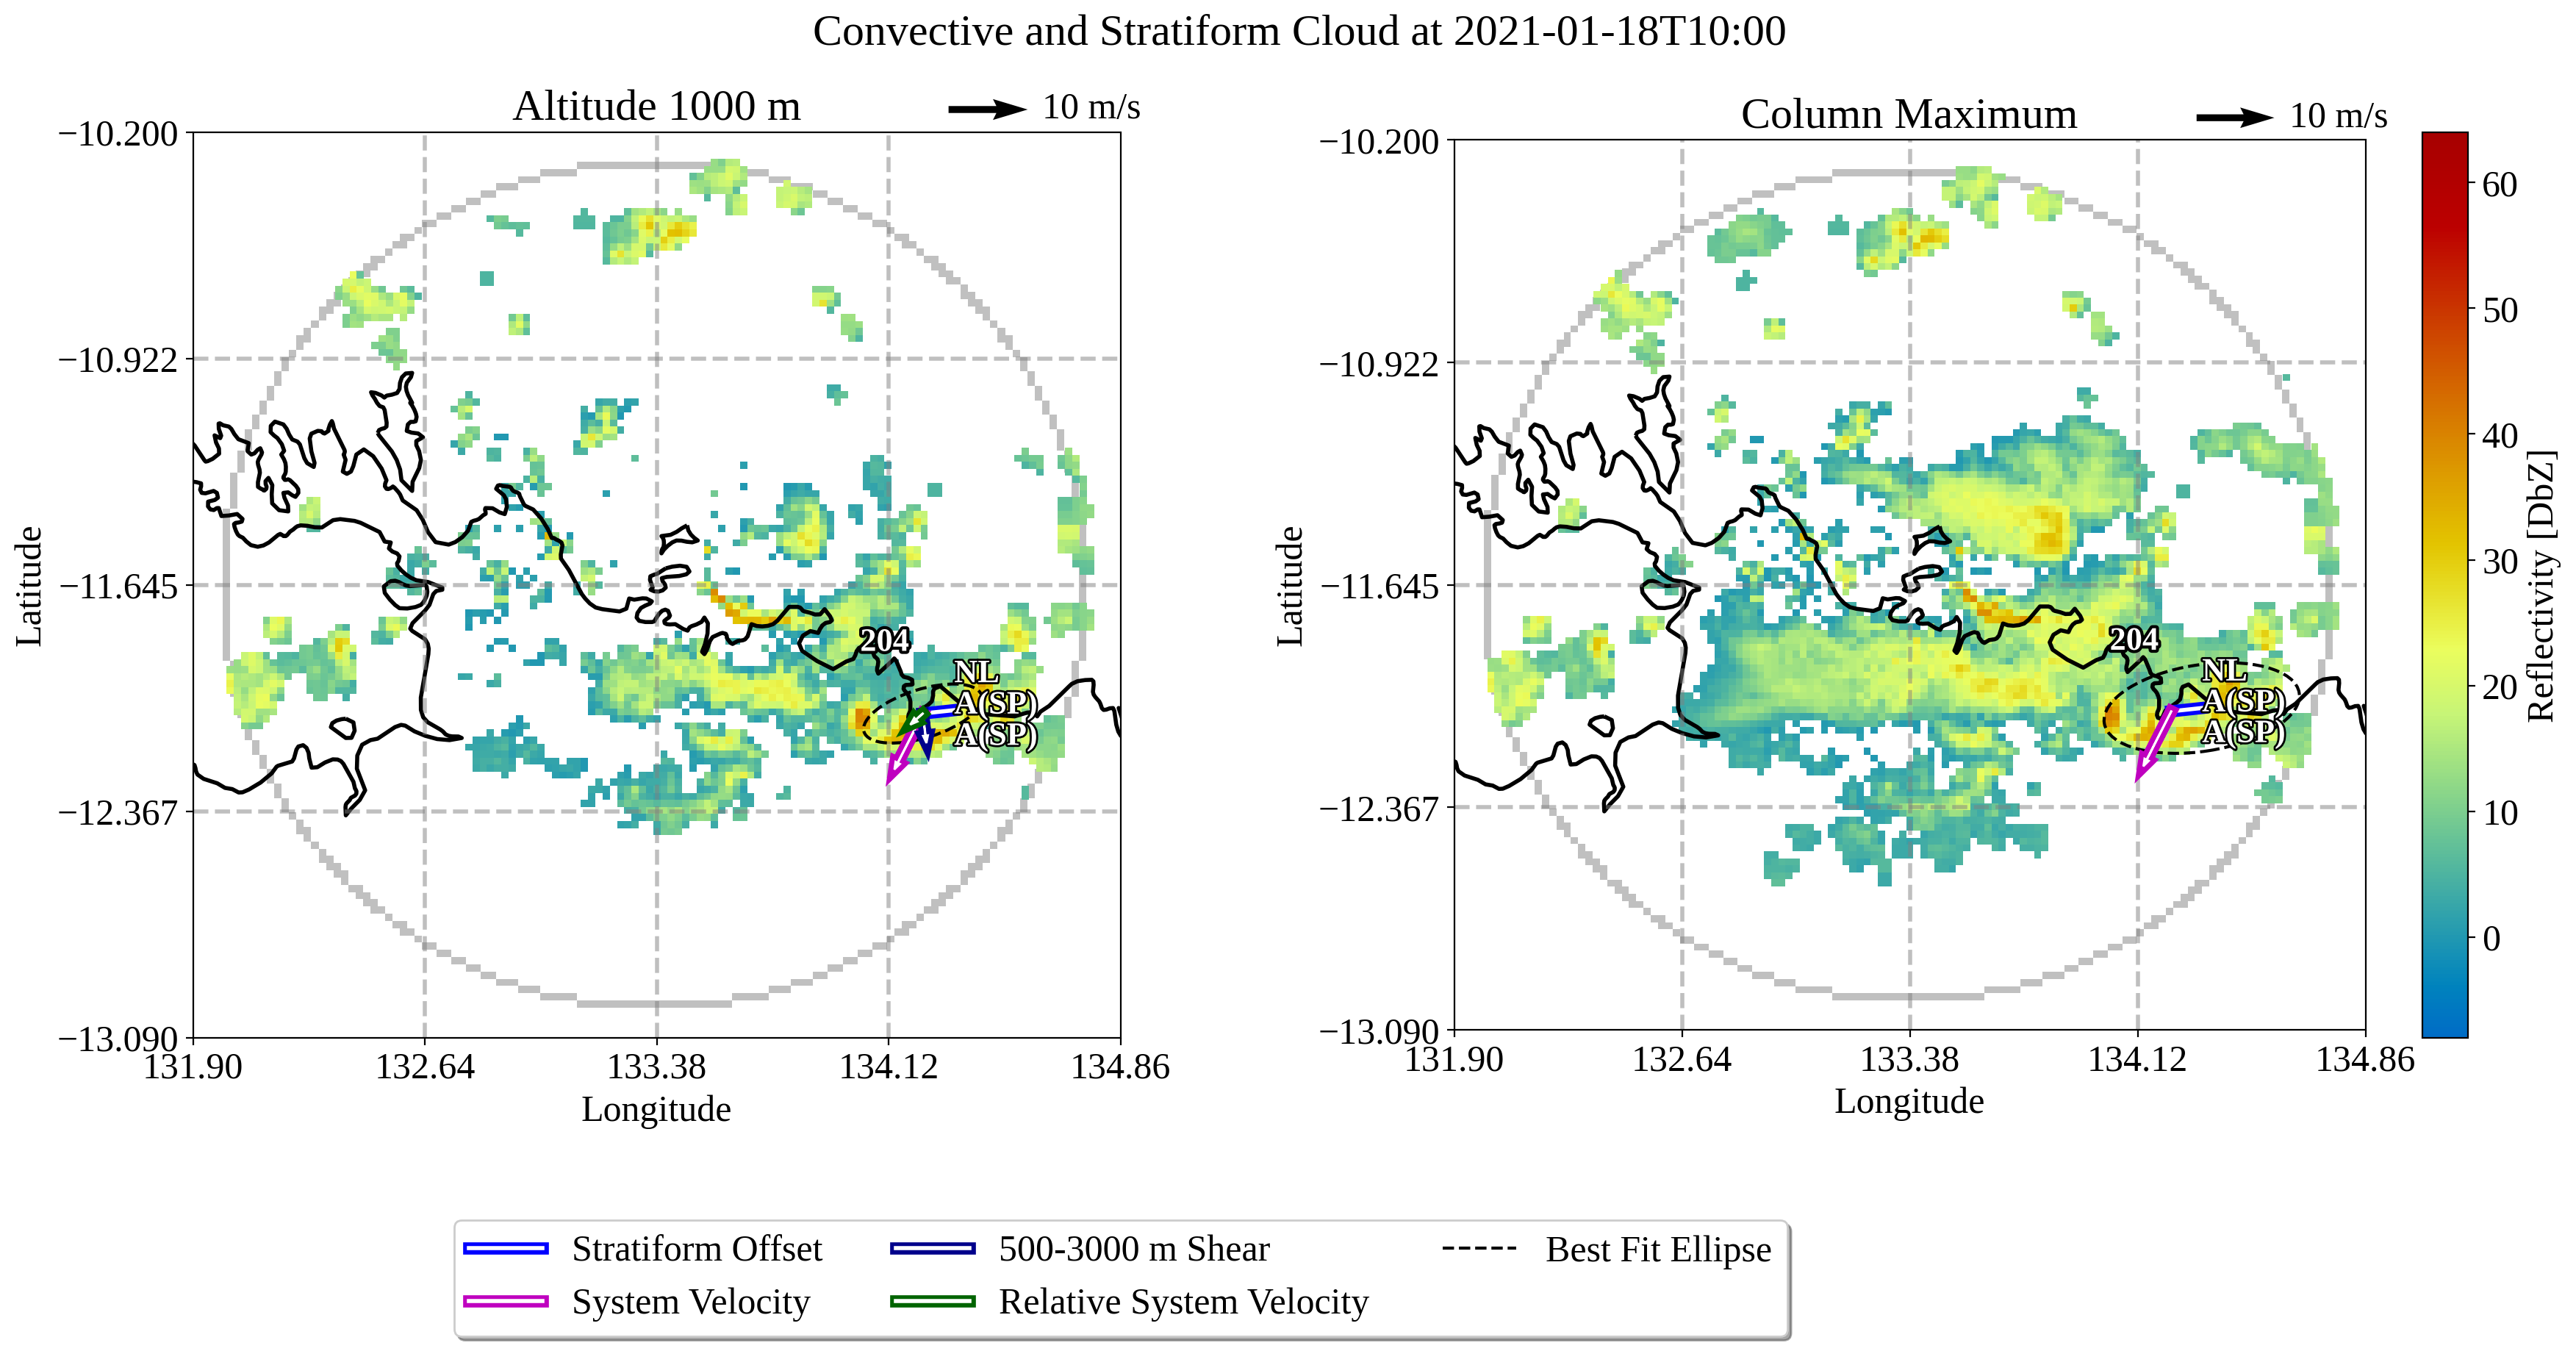 Convective and Stratiform Cloud at 2021-01-18T10:00
Altitude 1000 m
10 m/s
−10.200
−10.922
−11.645
−12.367
−13.090
131.90
132.64
133.38
134.12
134.86
Latitude
Longitude
204
NL
A(SP)
A(SP)
Column Maximum
10 m/s
−10.200
−10.922
−11.645
−12.367
−13.090
131.90
132.64
133.38
134.12
134.86
Latitude
Longitude
204
NL
A(SP)
A(SP)
60
50
40
30
20
10
0
Reflectivity [DbZ]
Stratiform Offset
System Velocity
500-3000 m Shear
Relative System Velocity
Best Fit Ellipse